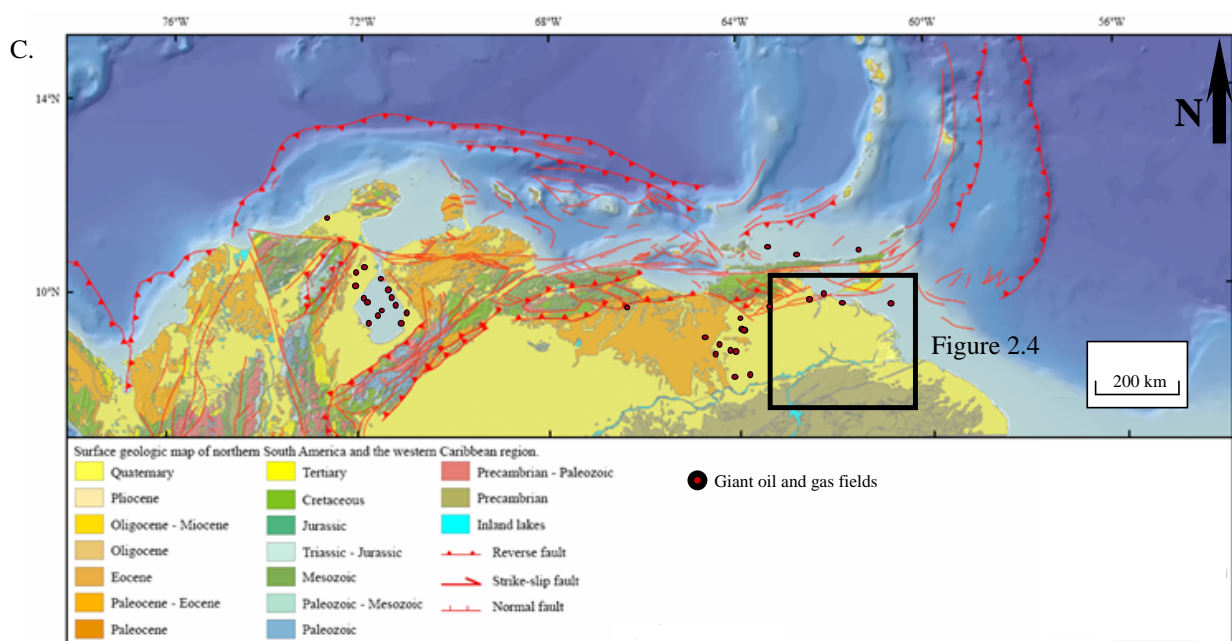 C.
76°W 72°W 68°W 64°W 60°W 56°W
14°N
N
10°N
Figure 2.4
200 km
Surface geologic map of northern South America and the western Caribbean region.
Quaternary
Pliocene
Oligocene - Miocene
Oligocene
Eocene
Paleocene - Eocene
Paleocene
Tertiary
Cretaceous
Jurassic
Triassic - Jurassic
Mesozoic
Paleozoic - Mesozoic
Paleozoic
Precambrian - Paleozoic
Precambrian
Inland lakes
Reverse fault
Strike-slip fault
Normal fault
Giant oil and gas fields